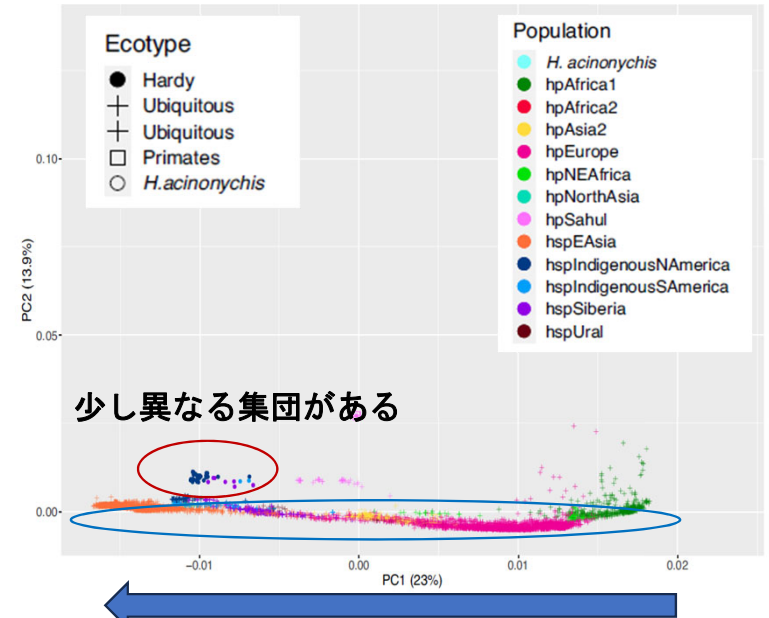 Ecotype
Hardy
Ubiquitous
Ubiquitous
Primates
H.acinonychis
Population
H. acinonychis
hpAfrica1
hpAfrica2
hpAsia2
hpEurope
hpNEAfrica
hpNorthAsia
hpSahul
hspEAsia
hspIndigenousNAmerica
hspIndigenousSAmerica
hspSiberia
hspUral
PC2 (13.9%)
0.10
0.05
0.00
少し異なる集団がある
−0.01
0.00
0.01
0.02
PC1 (23%)